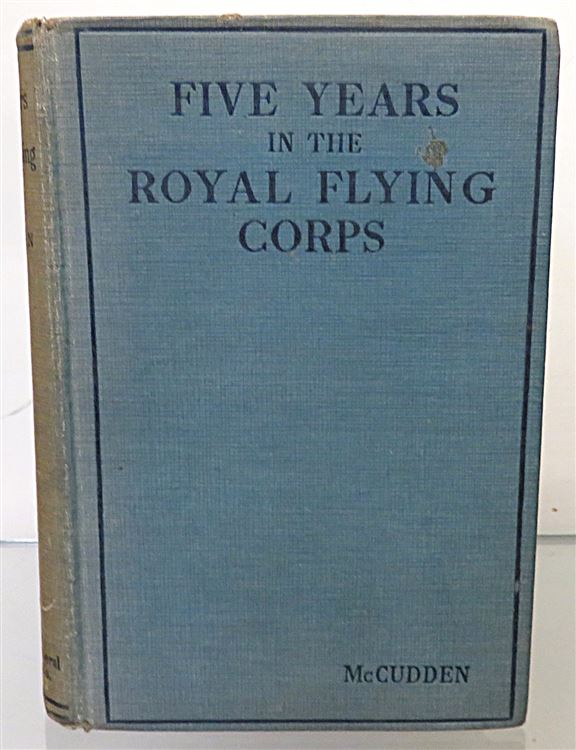 FIVE YEARS
IN THE
ROYAL FLYING
CORPS
McCUDDEN